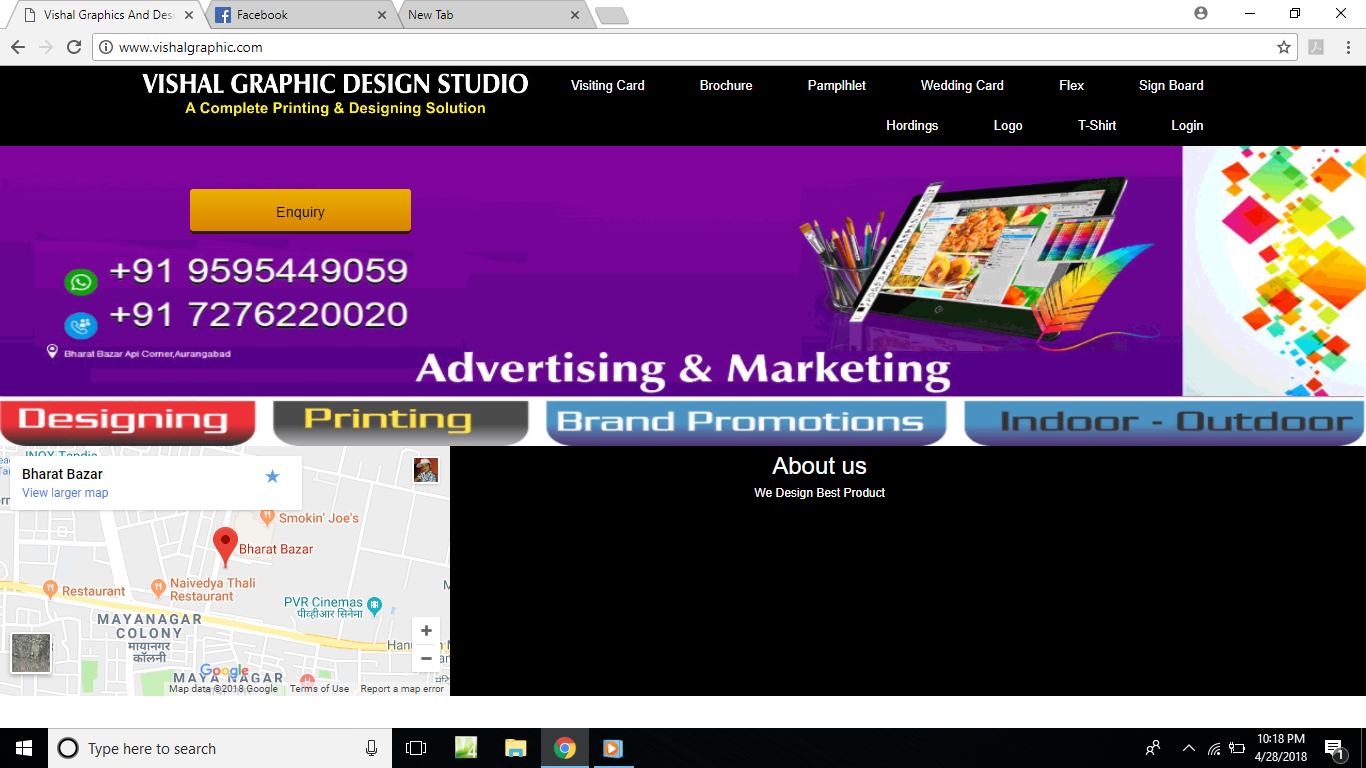 Vishal Graphics And Des
Facebook
New Tab
www.vishalgraphic.com
VISHAL GRAPHIC DESIGN STUDIO
A Complete Printing & Designing Solution
Visiting Card
Brochure
Pamplhlet
Wedding Card
Flex
Sign Board
Hordings
Logo
T-Shirt
Login
Enquiry
+91 9595449059
+91 7276220020
Bharat Bazar Api Corner,Aurangabad
Advertising & Marketing
Designing
Printing
Brand Promotions
Indoor - Outdoor
INOX Tandie
Bharat Bazar
View larger map
Smokin' Joe's
Bharat Bazar
Restaurant
Naivedya Thali
Restaurant
PVR Cinemas
पीव्हीआर सिनेमा
MAYANAGAR
COLONY
मायानगर
कॉलनी
MAYA NAGAR
Google
Map data ©2018 Google
Terms of Use
Report a map error
About us
We Design Best Product
Type here to search
4
10:18 PM
4/28/2018
1